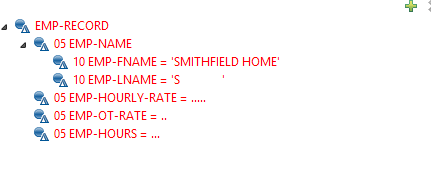 EMP-RECORD
05 EMP-NAME
10 EMP-FNAME = 'SMITHFIELD HOME'
10 EMP-LNAME = 'S              '
05 EMP-HOURLY-RATE = .....
05 EMP-OT-RATE = ..
05 EMP-HOURS = ...